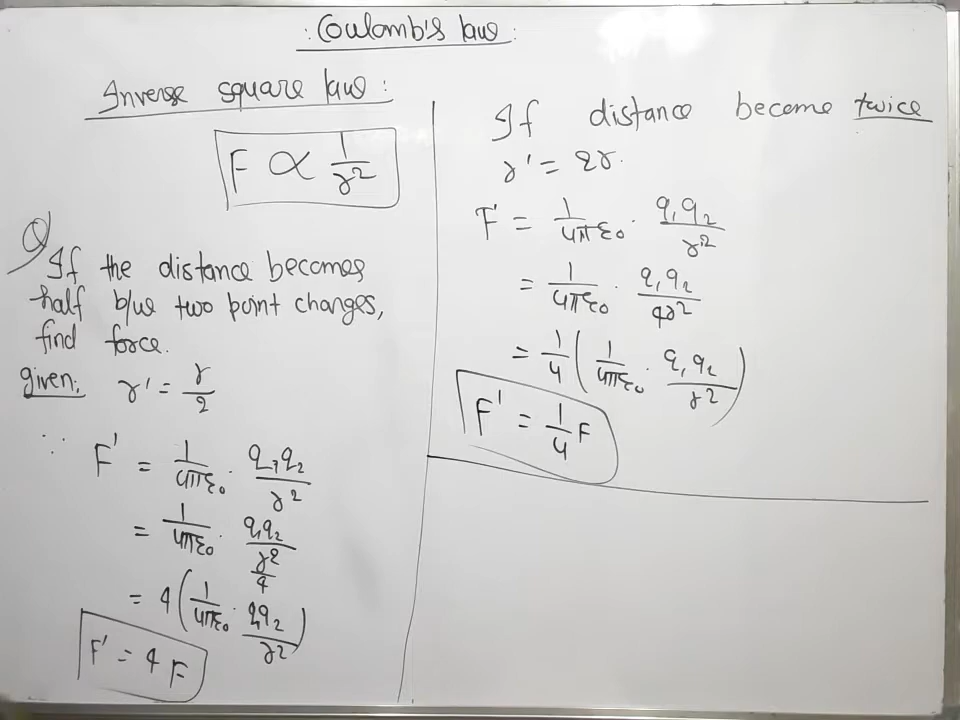 : Coulomb's law :
Inverse square law :
F ∝ 1/r²
Q If the distance becomes
half b/w two point changes,
find force.
given: r' = r/2
∵ F' = 1/4πε₀ · q₁q₂/r²
= 1/4πε₀ · q₁q₂/(r²/4)
= 4(1/4πε₀ · q₁q₂/r²)
F' = 4F
If distance become twice
r' = 2r.
F' = 1/4πε₀ · q₁q₂/r²
= 1/4πε₀ · q₁q₂/4r²
= 1/4(1/4πε₀ · q₁q₂/r²)
F' = 1/4 F